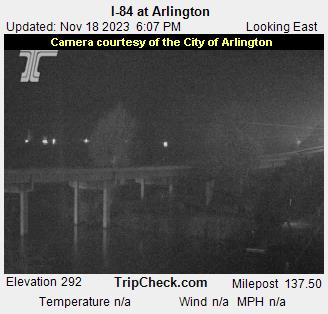 I-84 at Arlington
Updated: Nov 18 2023 6:07 PM Looking East
Camera courtesy of the City of Arlington
Elevation 292 TripCheck.com Milepost 137.50
Temperature n/a Wind n/a MPH n/a